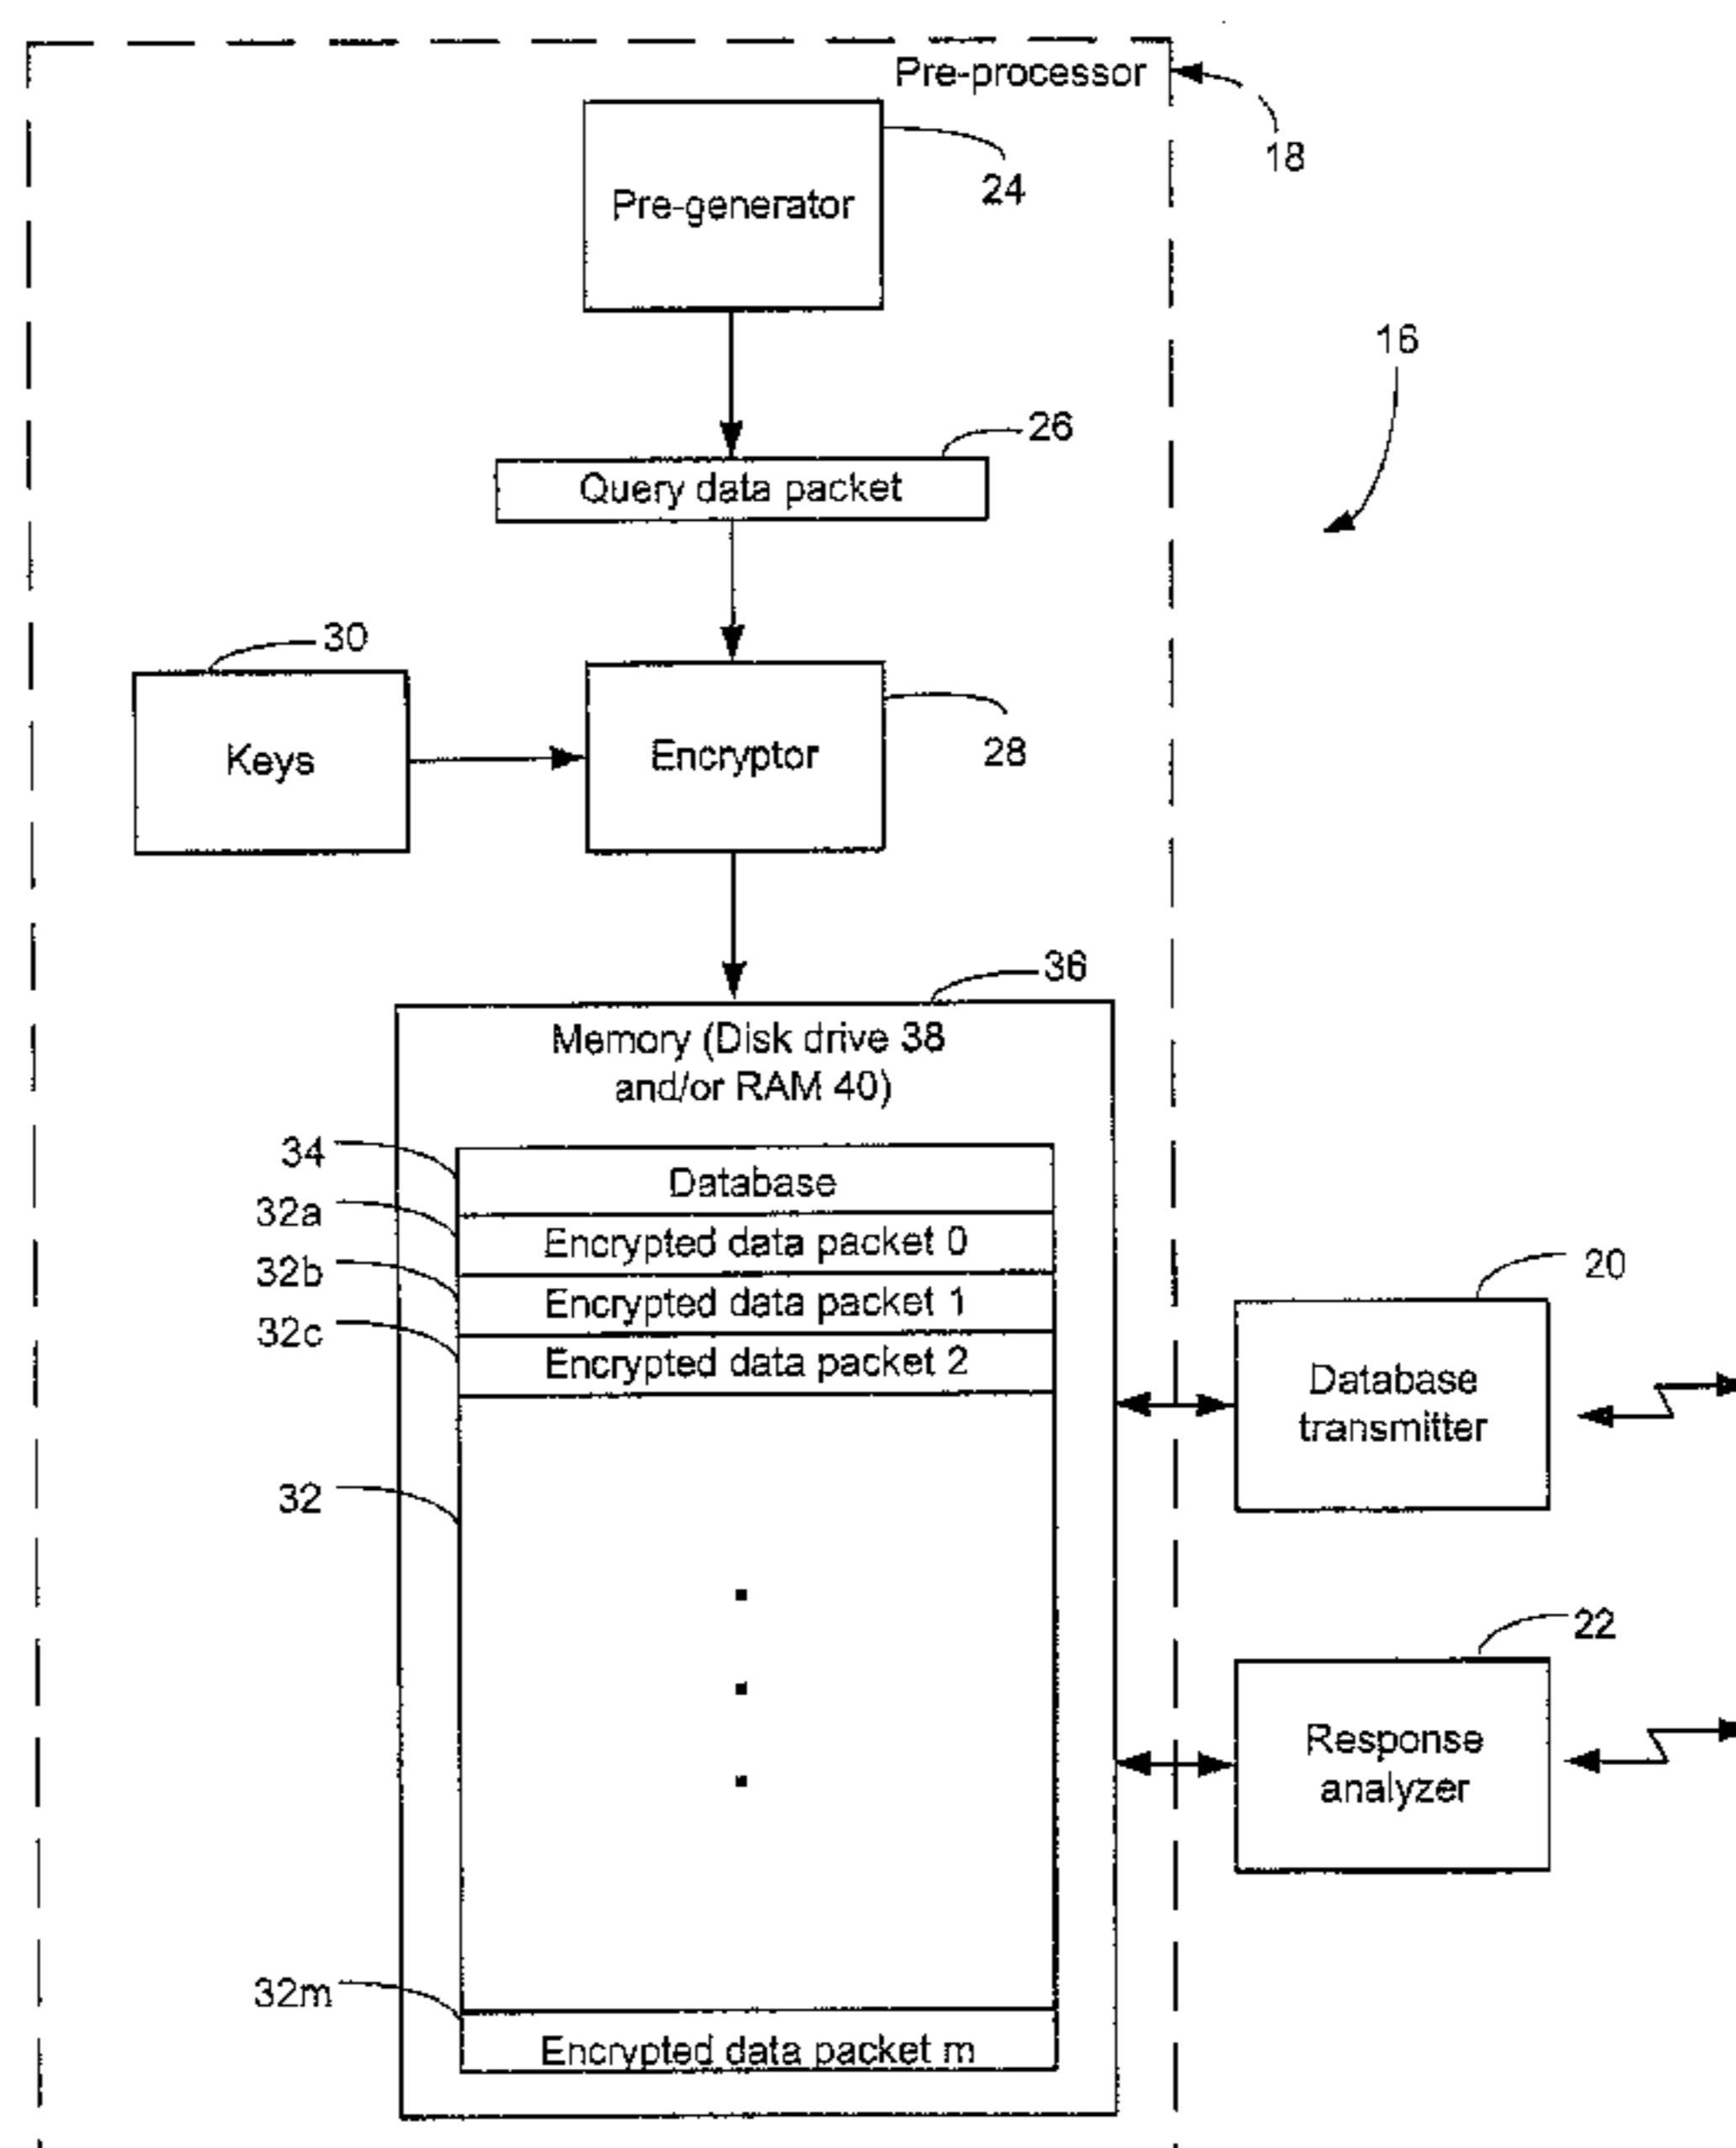 Pre-processor
18
Pre-generator
24
16
26
Query data packet
30
Keys
Encryptor
28
36
Memory (Disk drive 38
and/or RAM 40)
34
Database
32a
Encrypted data packet 0
32b
Encrypted data packet 1
32c
Encrypted data packet 2
20
Database
transmitter
32
22
Response
analyzer
32m
Encrypted data packet m